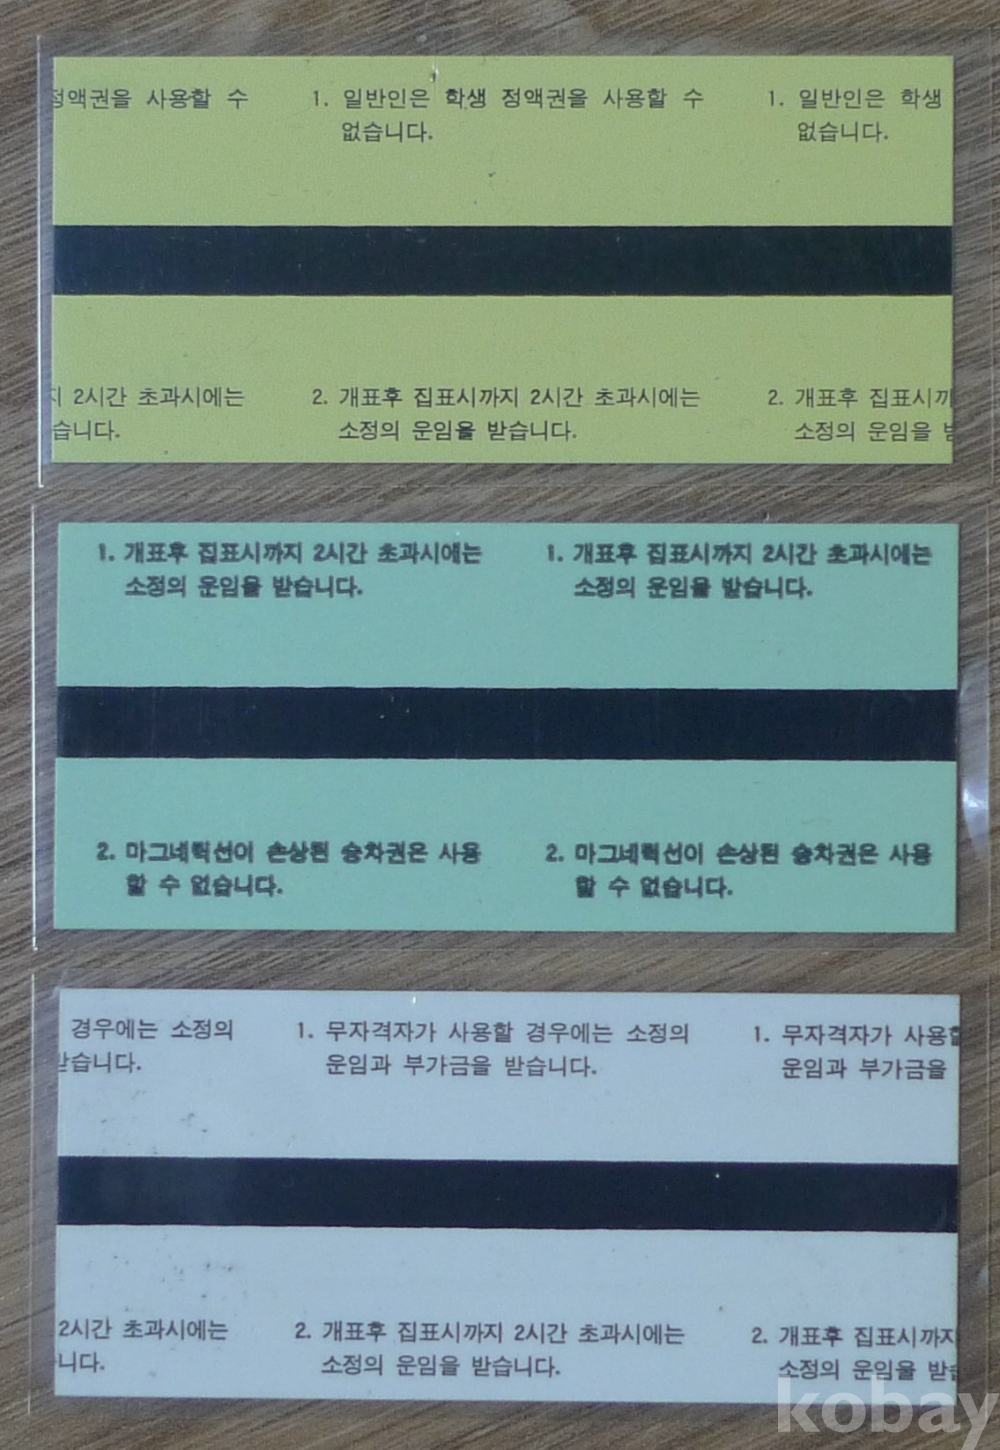 정액권을 사용할 수 1. 일반인은 학생 정액권을 사용할 수 1. 일반인은 학생
없습니다. 없습니다.
지 2시간 초과시에는 2. 개표후 집표시까지 2시간 초과시에는 2. 개표후 집표시까
습니다. 소정의 운임을 받습니다. 소정의 운임을 받
1. 개표후 집표시까지 2시간 초과시에는 1. 개표후 집표시까지 2시간 초과시에는
소정의 운임을 받습니다. 소정의 운임을 받습니다.
2. 마그네틱선이 손상된 승차권은 사용 2. 마그네틱선이 손상된 승차권은 사용
할 수 없습니다. 할 수 없습니다.
경우에는 소정의 1. 무자격자가 사용할 경우에는 소정의 1. 무자격자가 사용할
받습니다. 운임과 부가금을 받습니다. 운임과 부가금을
2시간 초과시에는 2. 개표후 집표시까지 2시간 초과시에는 2. 개표후 집표시까지
니다. 소정의 운임을 받습니다. 소정의 운임을 받습
kobay